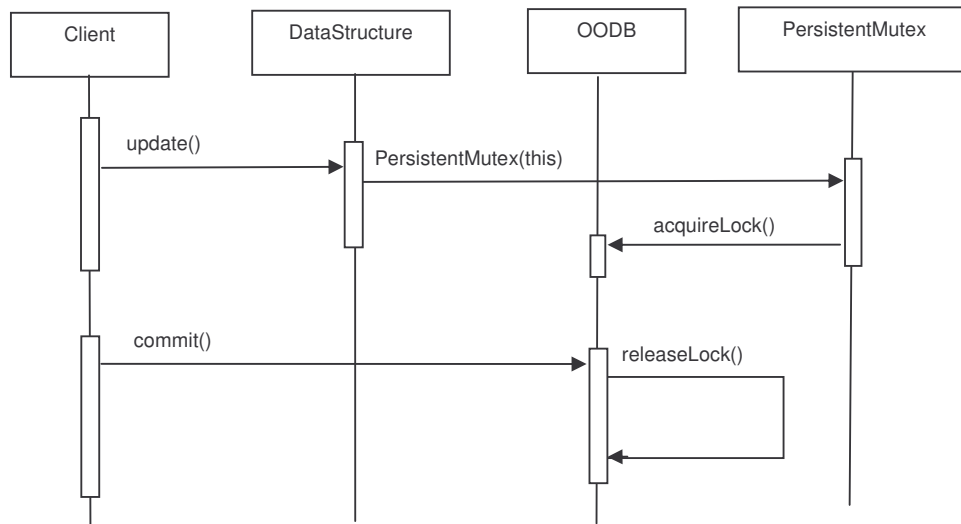 Client
DataStructure
OODB
PersistentMutex
update()
PersistentMutex(this)
acquireLock()
commit()
releaseLock()